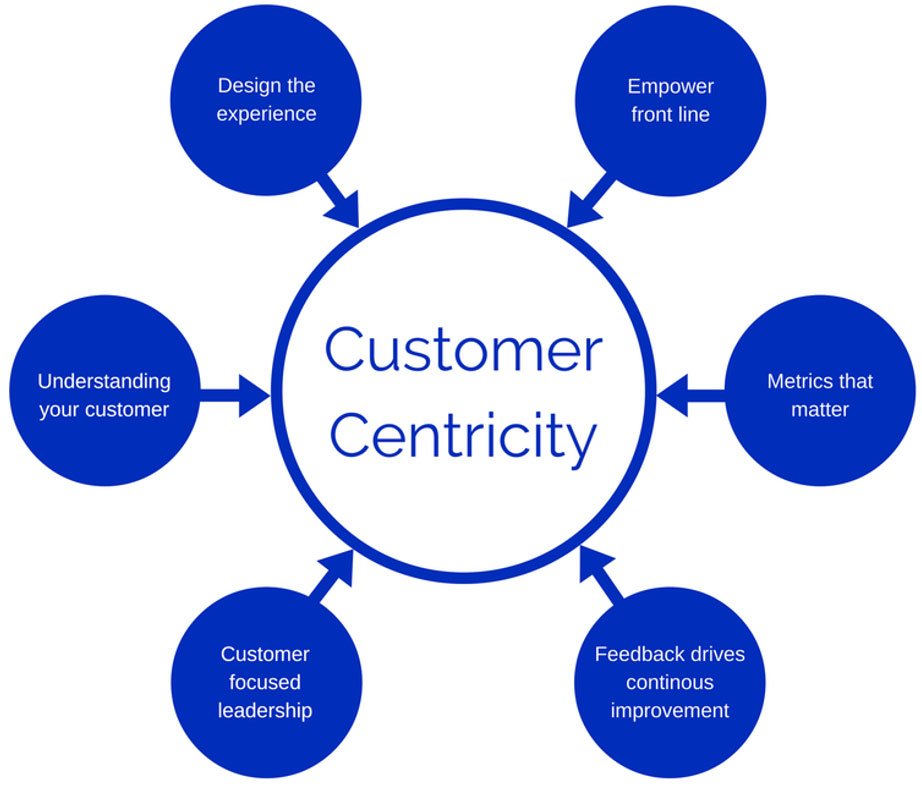 Design the
experience
Empower
front line
Understanding
your customer
Customer
Centricity
Metrics that
matter
Customer
focused
leadership
Feedback drives
continous
improvement